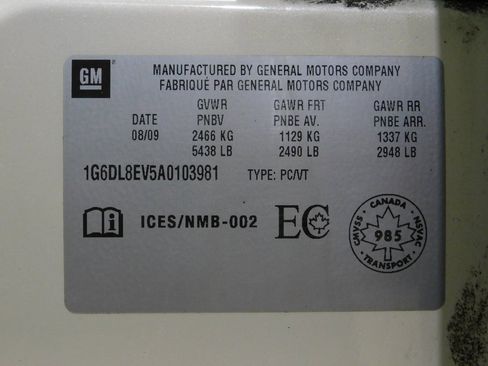 GM
MANUFACTURED BY GENERAL MOTORS COMPANY
FABRIQUÉ PAR GENERAL MOTORS COMPANY
GVWR GAWR FRT GAWR RR
DATE PNBV PNBE AV. PNBE ARR.
08/09 2466 KG 1129 KG 1337 KG
5438 LB 2490 LB 2948 LB
1G6DL8EV5A0103981 TYPE: PC/VT
ICES/NMB-002 EC
CANADA
CMVSS 985 NSVAC
TRANSPORT